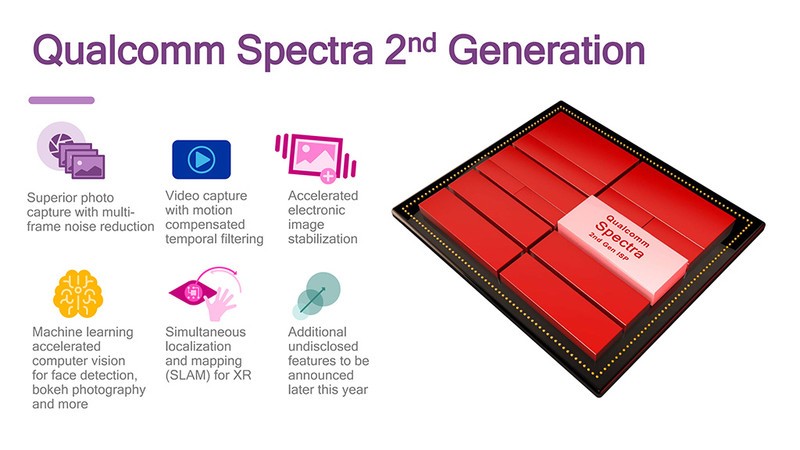 Qualcomm Spectra 2nd Generation
Superior photo
capture with multi-
frame noise reduction
Video capture
with motion
compensated
temporal filtering
Accelerated
electronic
image
stabilization
Machine learning
accelerated
computer vision
for face detection,
bokeh photography
and more
Simultaneous
localization
and mapping
(SLAM) for XR
Additional
undisclosed
features to be
announced
later this year
Qualcomm
Spectra
2nd Gen ISP